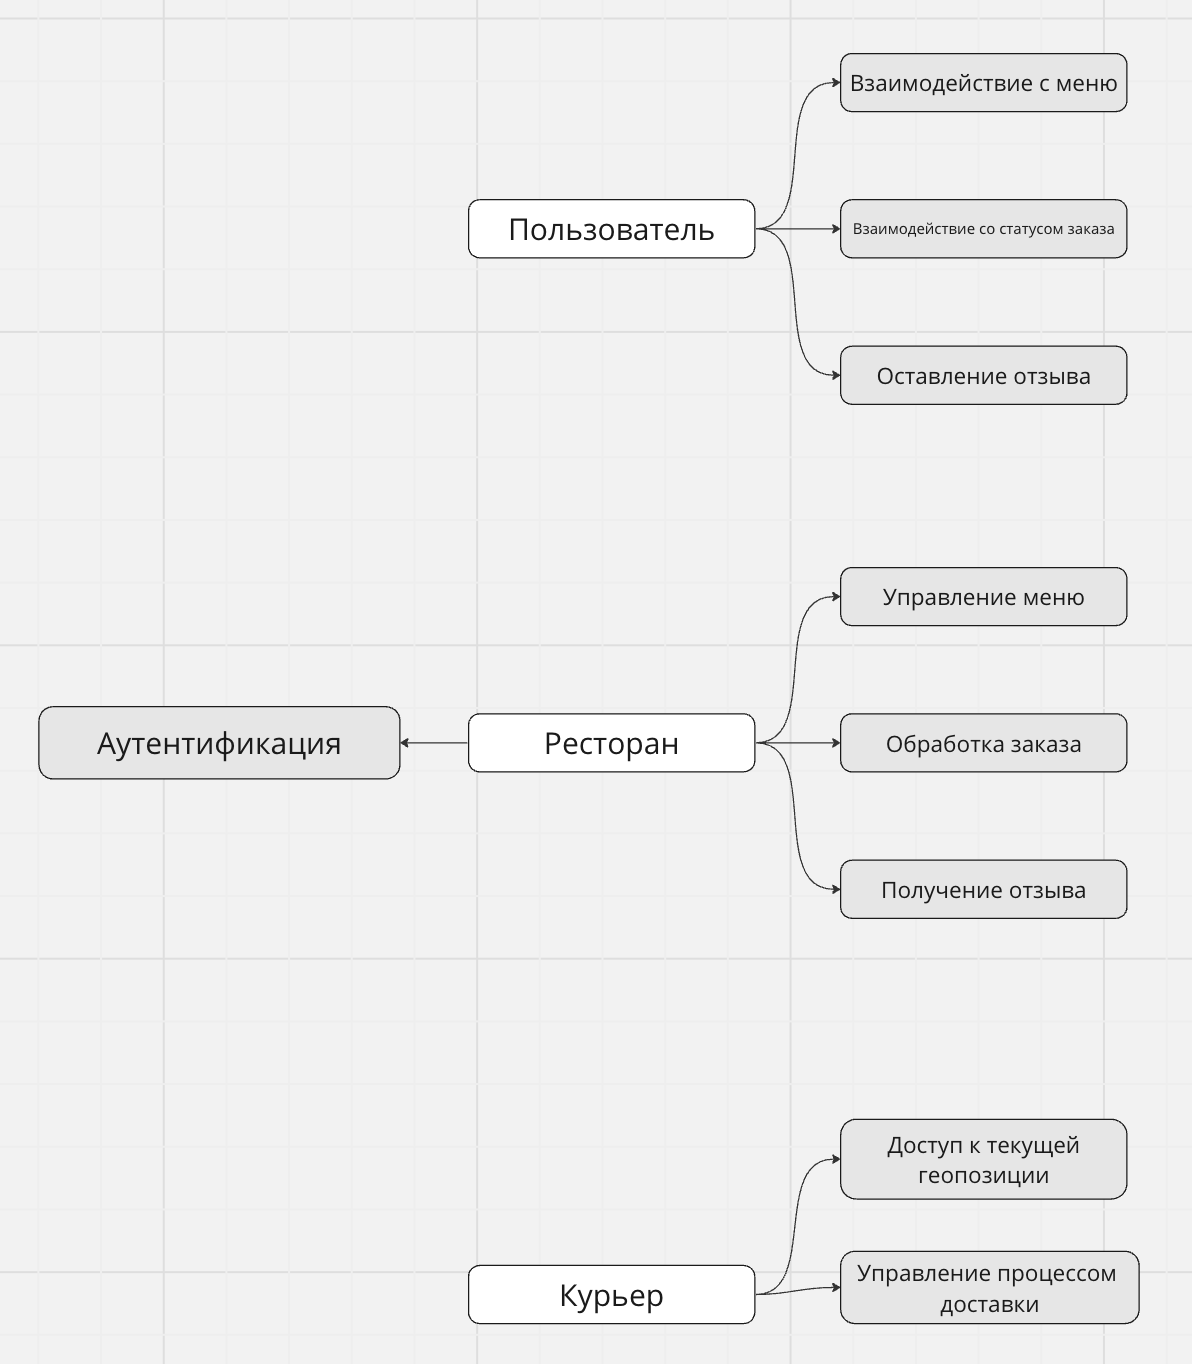 Взаимодействие с меню
Пользователь
Взаимодействие со статусом заказа
Оставление отзыва
Управление меню
Аутентификация
Ресторан
Обработка заказа
Получение отзыва
Доступ к текущей
геопозиции
Курьер
Управление процессом
доставки